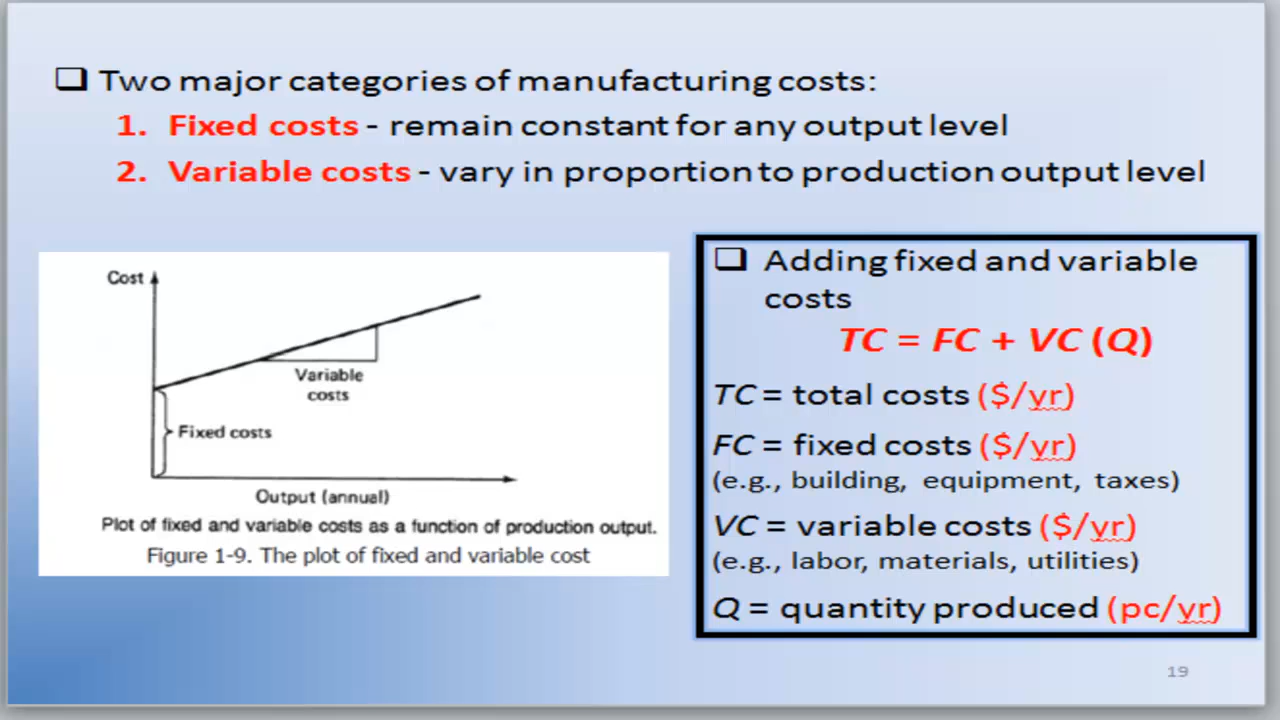 ❑ Two major categories of manufacturing costs:
1. Fixed costs - remain constant for any output level
2. Variable costs - vary in proportion to production output level
Cost
Variable
costs
Fixed costs
Output (annual)
Plot of fixed and variable costs as a function of production output.
Figure 1-9. The plot of fixed and variable cost
❑ Adding fixed and variable
costs
TC = FC + VC (Q)
TC = total costs ($/yr)
FC = fixed costs ($/yr)
(e.g., building, equipment, taxes)
VC = variable costs ($/yr)
(e.g., labor, materials, utilities)
Q = quantity produced (pc/yr)
19